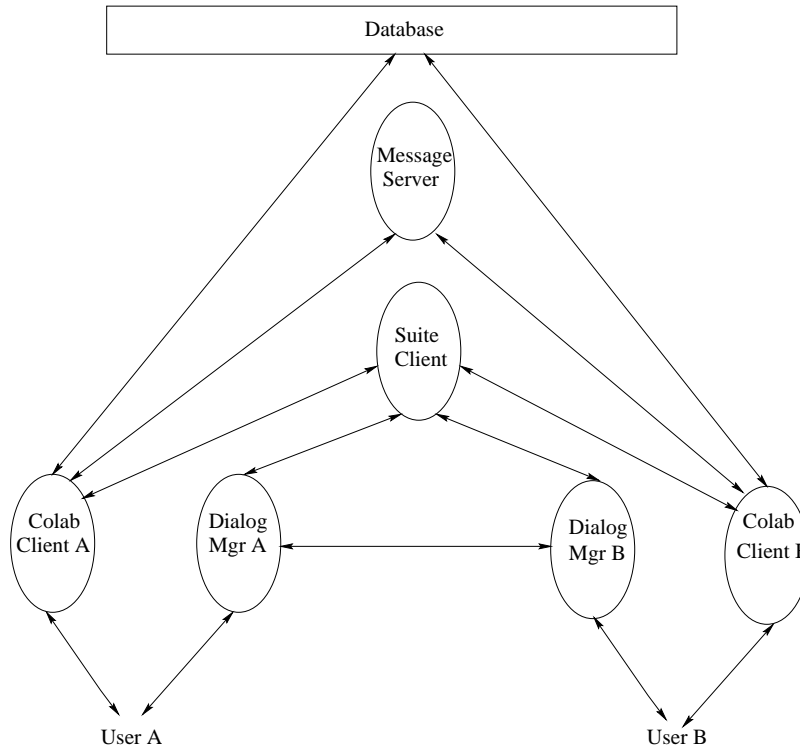 Database
Message
Server
Suite
Client
Colab
Client A
Dialog
Mgr A
Dialog
Mgr B
Colab
Client
User A
User B